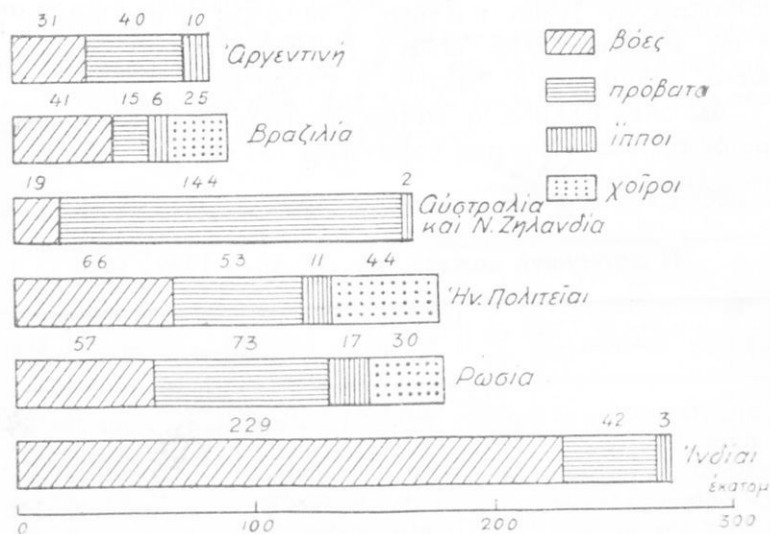 31 40 10
Ἀργεντινή
41 15 6 25
Βραζιλία
19 144 2
Αὐστραλία
καί Ν. Ζηλανδία
66 53 11 44
Ἡν. Πολιτεῖαι
57 73 17 30
Ρωσία
229 42 3
Ἰνδίαι
ἑκατομ
0 100 200 300
βόες
πρόβατα
ἵπποι
χοῖροι